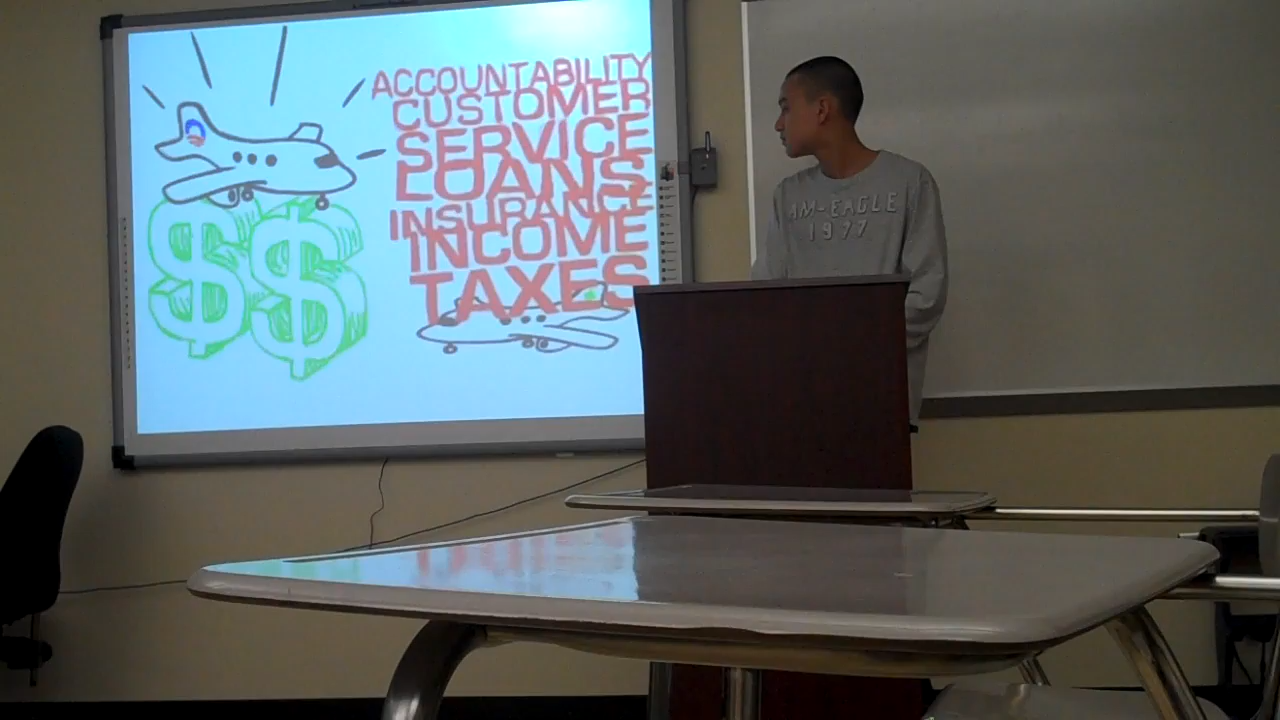 ACCOUNTABILITY
CUSTOMER
SERVICE
LOANS
INSURANCE
INCOME
TAXES
$$
AM-EAGLE
1977